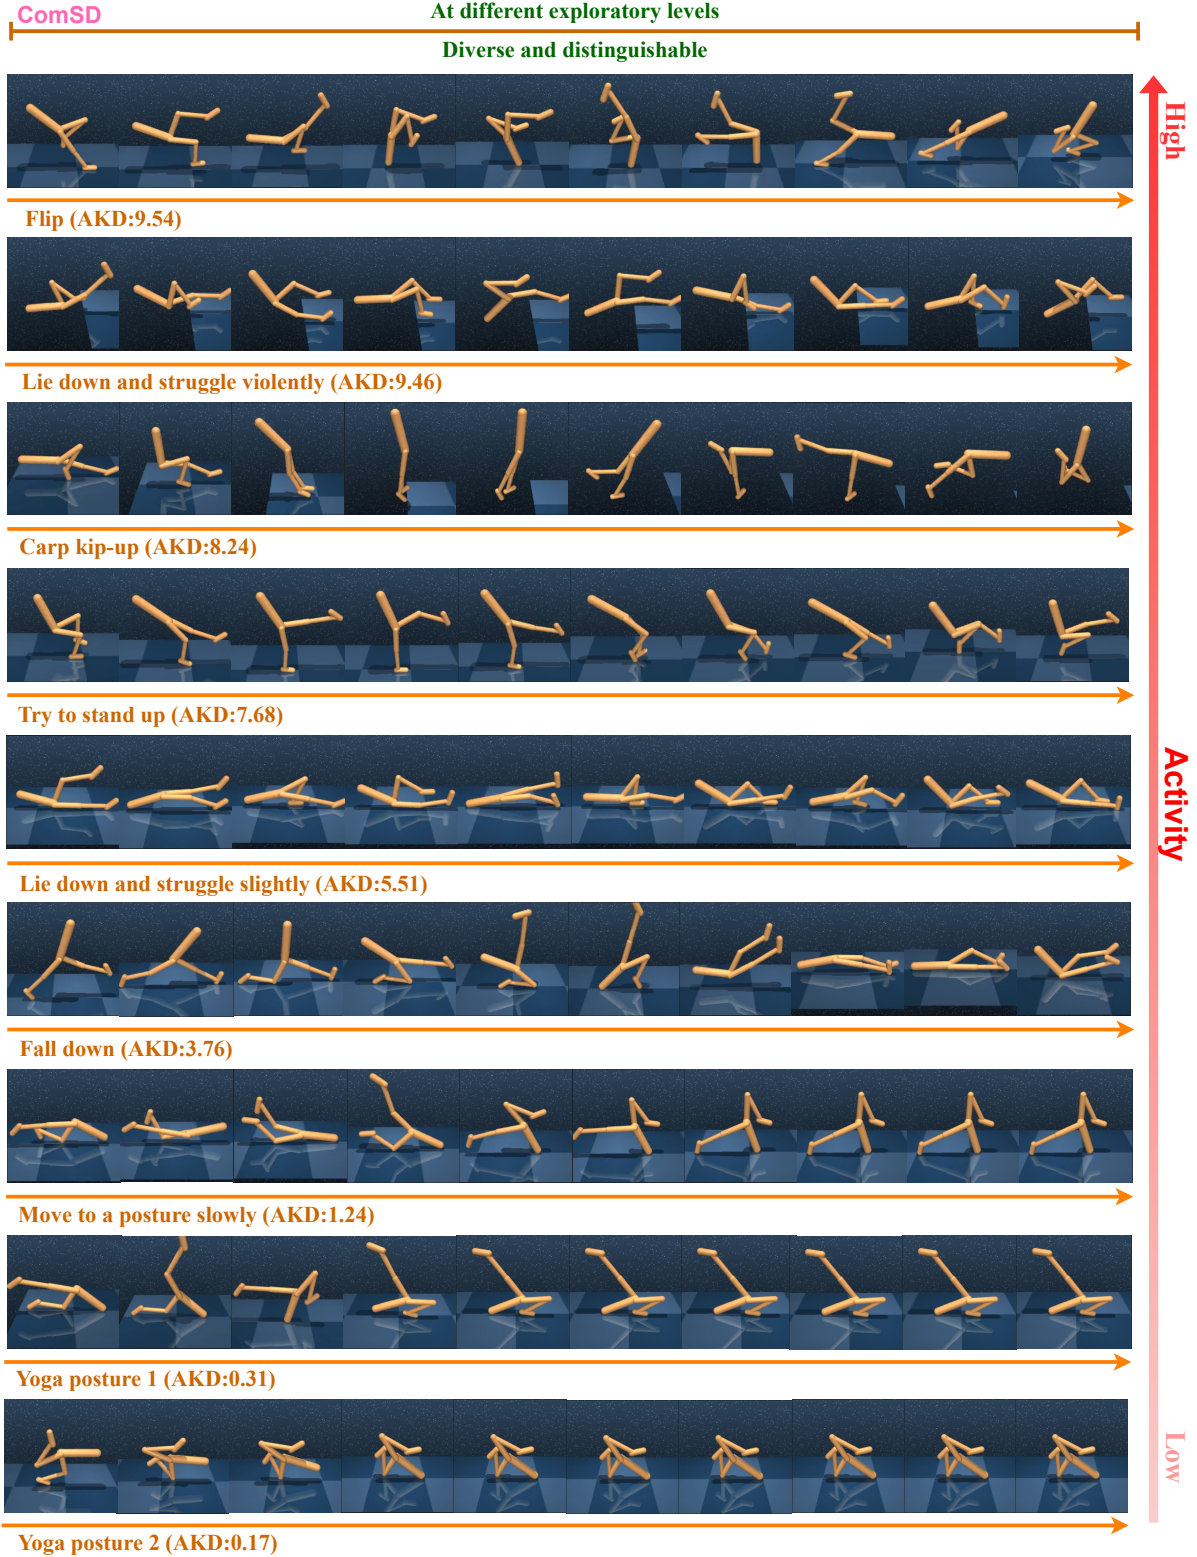 ComSD
At different exploratory levels
Diverse and distinguishable
High
Flip (AKD:9.54)
Lie down and struggle violently (AKD:9.46)
Carp kip-up (AKD:8.24)
Try to stand up (AKD:7.68)
Activity
Lie down and struggle slightly (AKD:5.51)
Fall down (AKD:3.76)
Move to a posture slowly (AKD:1.24)
Yoga posture 1 (AKD:0.31)
Low
Yoga posture 2 (AKD:0.17)